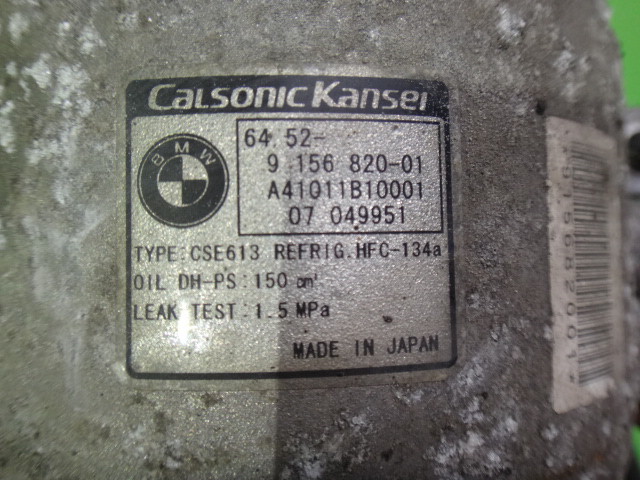 CALSONIC KANSEI
BMW
64 52-
9 156 820-01
A41011B10001
07 049951
TYPE:CSE613 REFRIG.HFC-134a
OIL DH-PS:150 cm³
LEAK TEST:1.5 MPa
MADE IN JAPAN